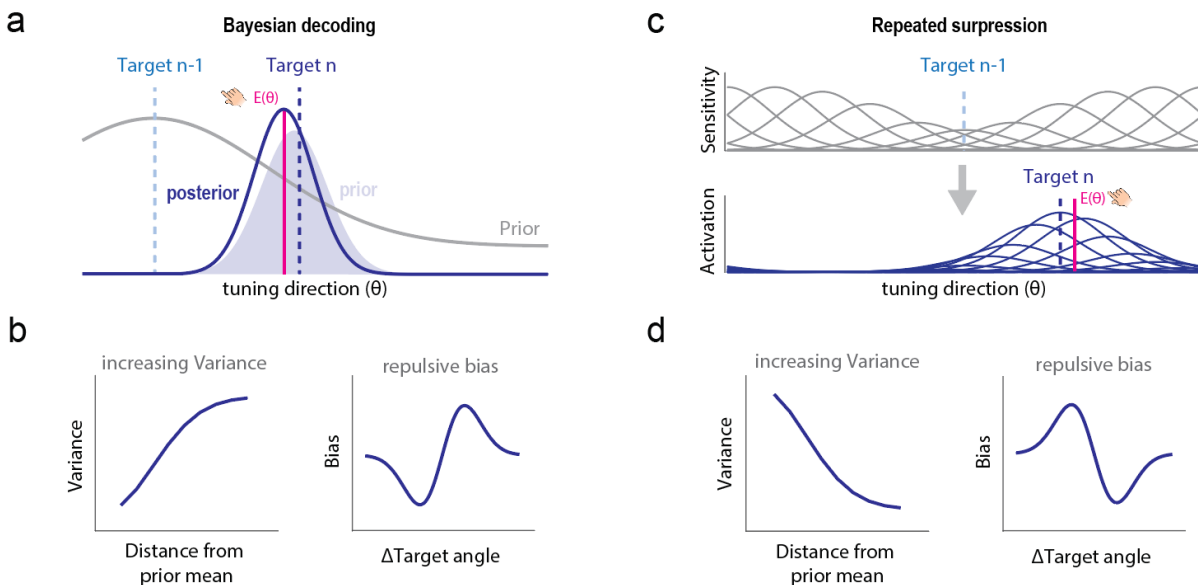 a
Bayesian decoding
Target n-1
Target n
E(θ)
posterior
prior
Prior
tuning direction (θ)
b
increasing Variance
Variance
Distance from
prior mean
repulsive bias
Bias
ΔTarget angle
c
Repeated surpression
Target n-1
Sensitivity
Target n
E(θ)
Activation
tuning direction (θ)
d
increasing Variance
Variance
Distance from
prior mean
repulsive bias
Bias
ΔTarget angle